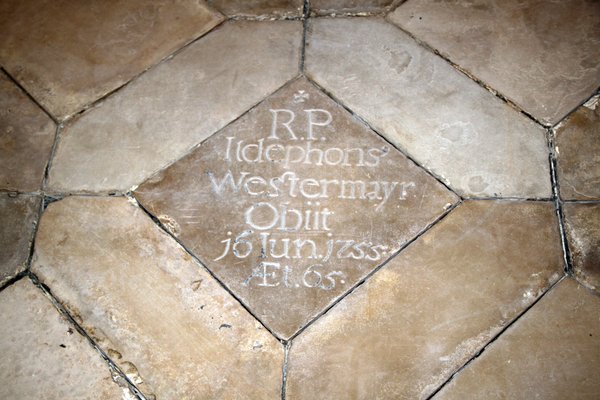 R.P.
Ildephons'
Westermayr.
Obiit
16 Jun. 1755.
Æt. 65.